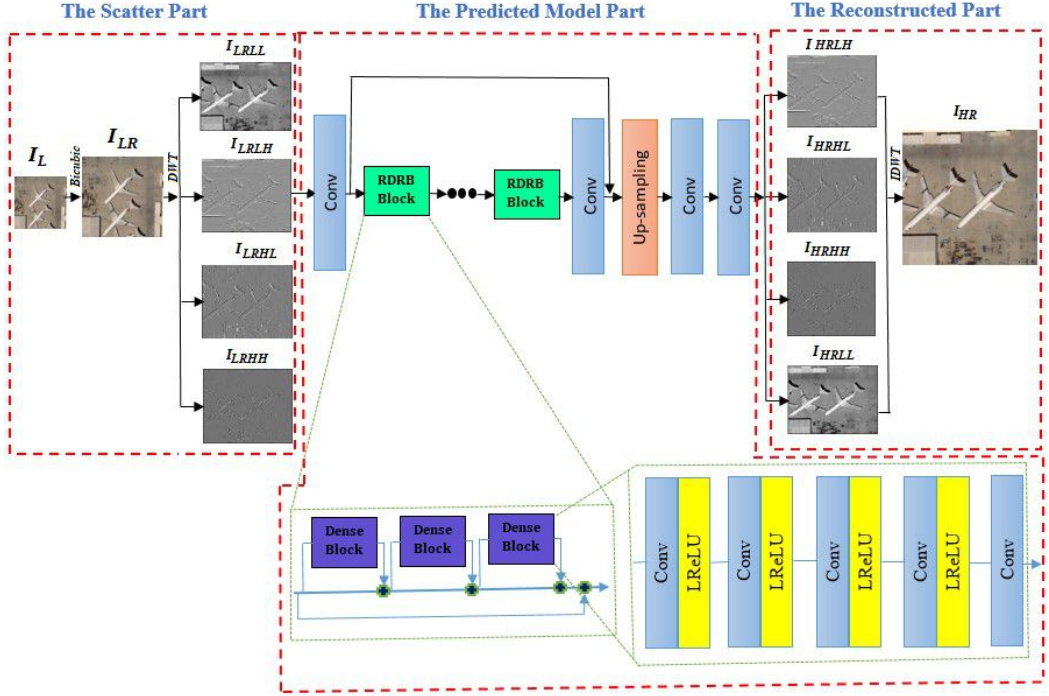 The Scatter Part
The Predicted Model Part
The Reconstructed Part
I_LRLL
I_L
Bicubic
I_LR
DWT
I_LRLH
I_LRHL
I_LRHH
Conv
RDRB
Block
RDRB
Block
Conv
Up-sampling
Conv
Conv
I_HRLH
I_HRHL
I_HRHH
I_HRLL
IDWT
I_HR
Dense
Block
Dense
Block
Dense
Block
Conv
LReLU
Conv
LReLU
Conv
LReLU
Conv
LReLU
Conv